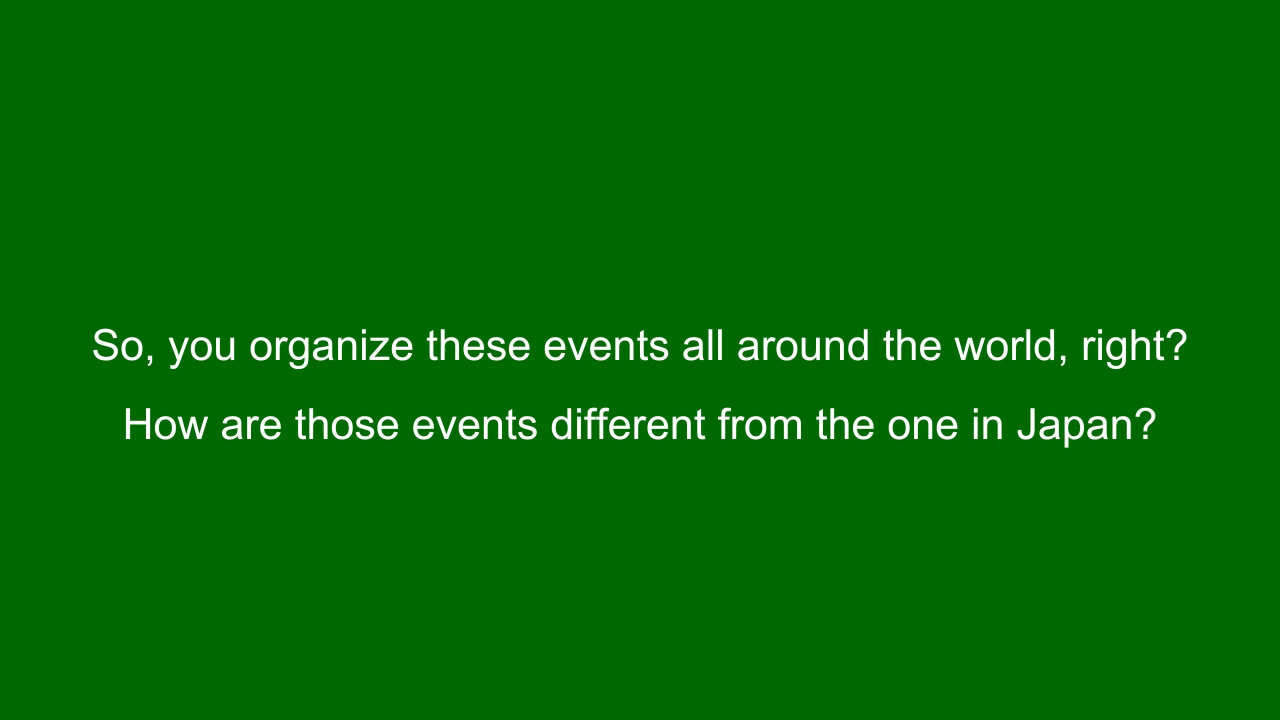 So, you organize these events all around the world, right?
How are those events different from the one in Japan?